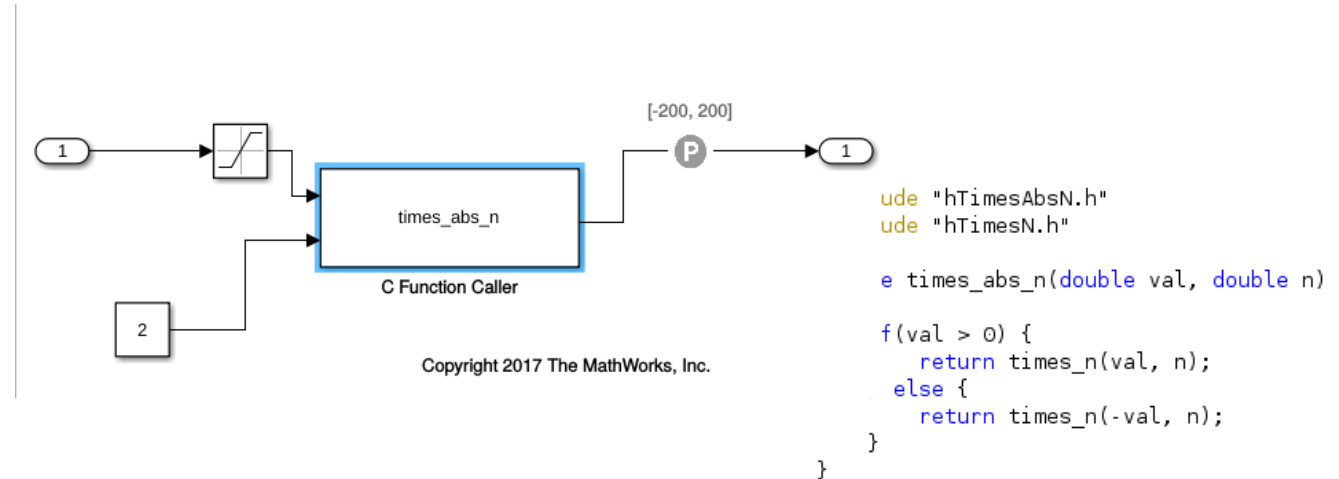 [-200, 200]
1
P
1
times_abs_n
C Function Caller
2
Copyright 2017 The MathWorks, Inc.
ude "hTimesAbsN.h"
ude "hTimesN.h"
e times_abs_n(double val, double n)
f(val > 0) {
return times_n(val, n);
else {
return times_n(-val, n);
}
}